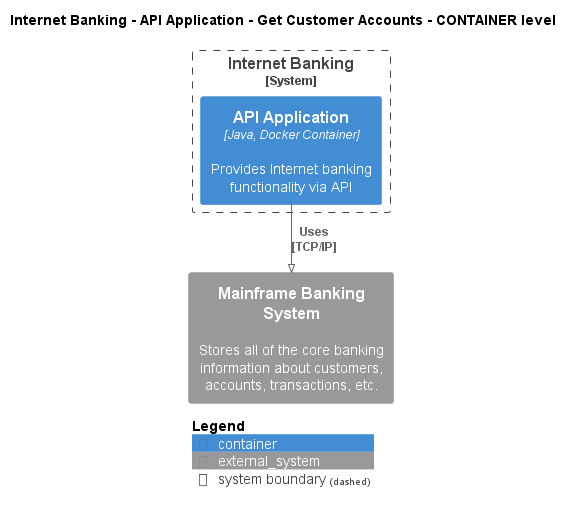 Internet Banking - API Application - Get Customer Accounts - CONTAINER level
Internet Banking
[System]
API Application
[Java, Docker Container]
Provides Internet banking
functionality via API
Uses
[TCP/IP]
Mainframe Banking
System
Stores all of the core banking
information about customers,
accounts, transactions, etc.
Legend
container
external_system
system boundary (dashed)